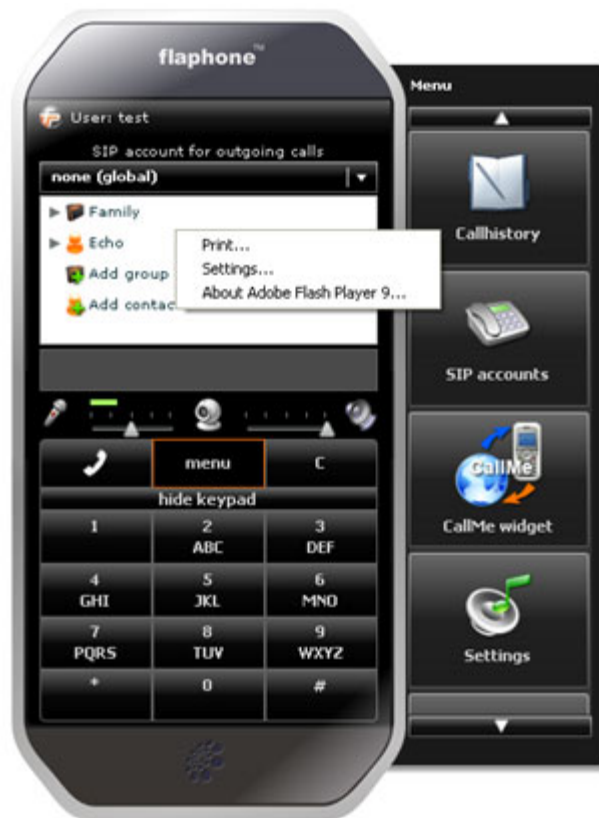 flaphone™
User: test
SIP account for outgoing calls
none (global)
Family
Echo
Add group
Add contac
Print...
Settings...
About Adobe Flash Player 9...
menu
C
hide keypad
1
2
3
ABC
DEF
4
5
6
GHI
JKL
MNO
7
8
9
PQRS
TUV
WXYZ
*
0
#
Menu
Callhistory
SIP accounts
CallMe
CallMe widget
Settings